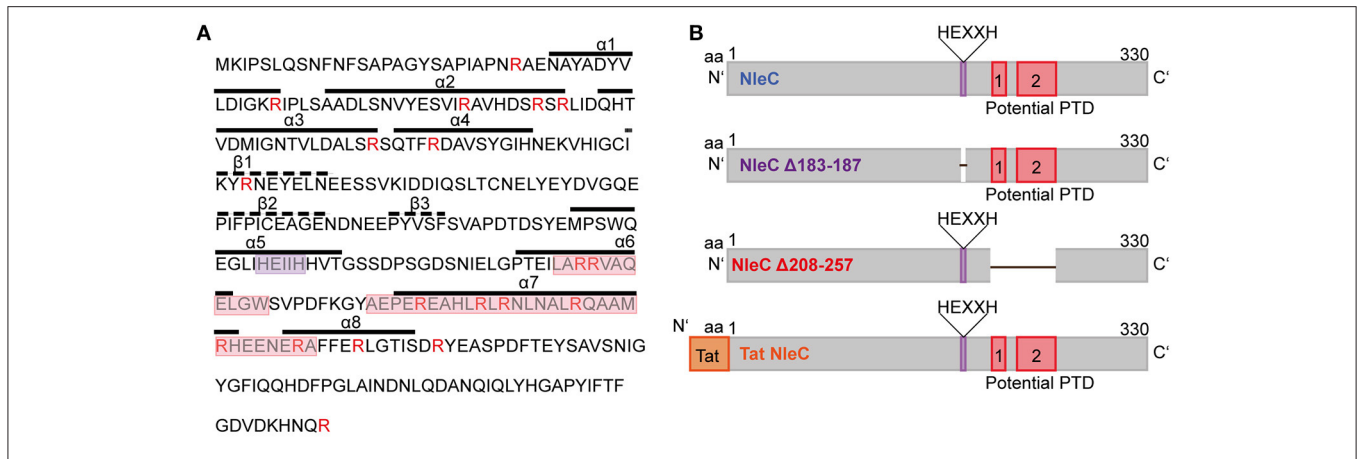 A
α1
MKIPSLQSNFNFSAPAGYSAPIAPNRAENAYADYV
α2
LDIGKRIPLSAADLSNVYESVIRAVHDSRSRLIDQHT
α3 α4
VDMIGNTVLDALSRSQTFRDAVSYGIHNEKVHIGCI
β1
KYRNEYELNEESSVKIDDIQSLTCNELYEYDVGQE
β2 β3
PIFPICEAGENDNEEPYVSFSVAPDTDSYEMPSWQ
α5 α6
EGLIHEIIHHVTGSSDPSGDSNIELGPTEILARRVAQ
α7
ELGWSVPDFKGYAEPEREAHLRLRNLNALRQAAM
α8
RHEENERAFFERLGTISDRYEASPDFTEYSAVSNIG
YGFIQQHDFPGLAINDNLQDANQIQLYHGAPYIFTF
GDVDKHNQR
B
HEXXH
aa 1 330
N‘ NleC 1 2 C‘
Potential PTD
aa 1 330
N‘ NleC Δ183-187 1 2 C‘
Potential PTD
HEXXH
aa 1 330
N‘ NleC Δ208-257 C‘
HEXXH
N‘ aa 1 330
Tat Tat NleC 1 2 C‘
Potential PTD